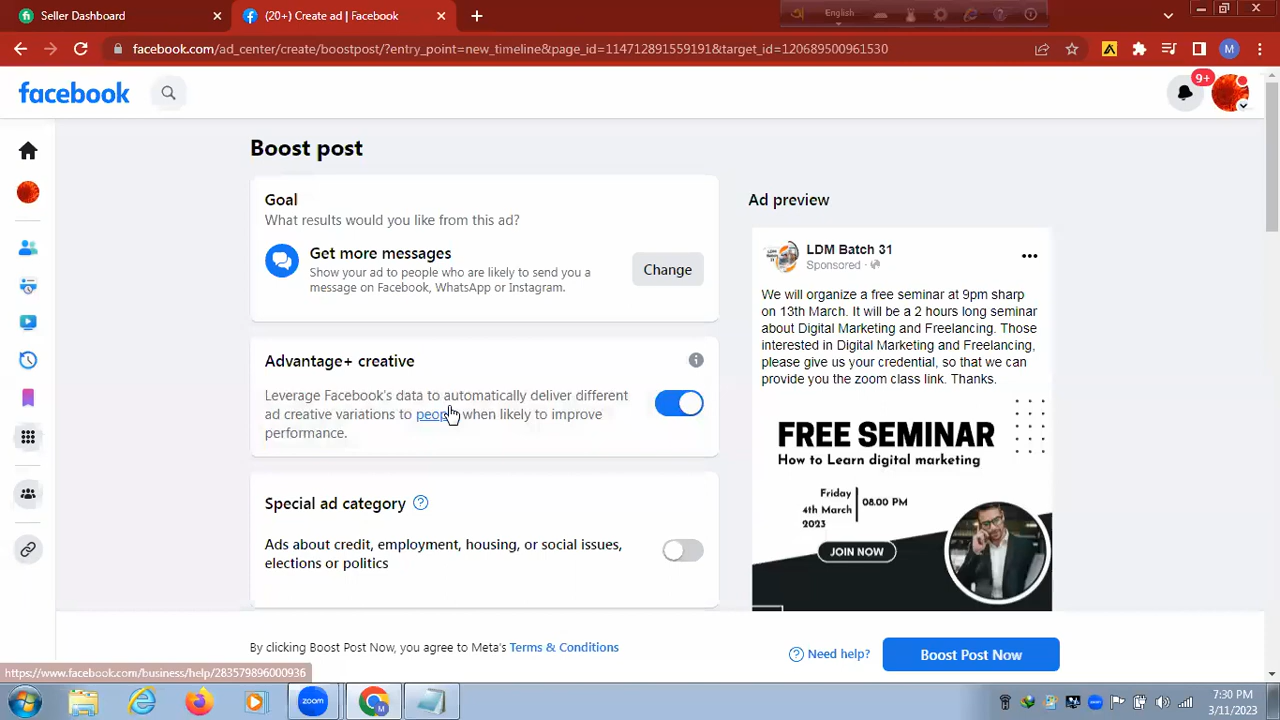 Seller Dashboard
(20+) Create ad | Facebook
English
facebook.com/ad_center/create/boostpost/?entry_point=new_timeline&page_id=114712891559191&target_id=120689500961530
M
facebook
9+
Boost post
Goal
What results would you like from this ad?
Get more messages
Show your ad to people who are likely to send you a
message on Facebook, WhatsApp or Instagram.
Change
Advantage+ creative
Leverage Facebook's data to automatically deliver different
ad creative variations to people when likely to improve
performance.
Special ad category
Ads about credit, employment, housing, or social issues,
elections or politics
Ad preview
LDM Batch 31
Sponsored ·
We will organize a free seminar at 9pm sharp
on 13th March. It will be a 2 hours long seminar
about Digital Marketing and Freelancing. Those
interested in Digital Marketing and Freelancing,
please give us your credential, so that we can
provide you the zoom class link. Thanks.
FREE SEMINAR
How to Learn digital marketing
Friday
4th March
2023
08.00 PM
JOIN NOW
By clicking Boost Post Now, you agree to Meta's Terms & Conditions
Need help?
Boost Post Now
https://www.facebook.com/business/help/283579896000936
zoom
7:30 PM
3/11/2023